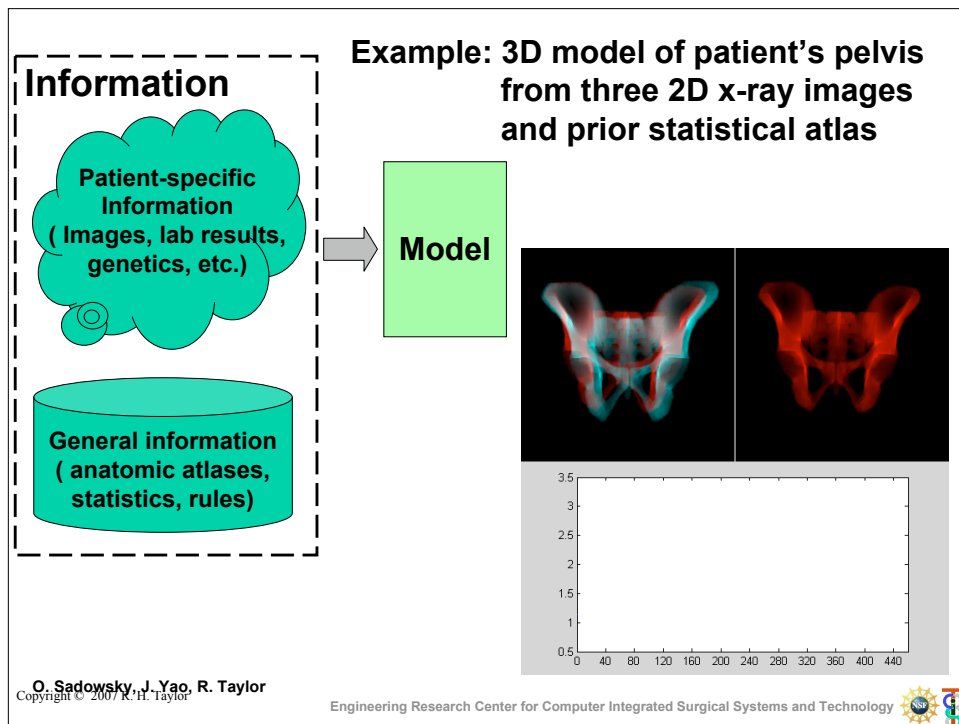 Example: 3D model of patient's pelvis
from three 2D x-ray images
and prior statistical atlas
Information
Patient-specific
Information
( Images, lab results,
genetics, etc.)
Model
General information
( anatomic atlases,
statistics, rules)
3.5
3
2.5
2
1.5
1
0.5
0 40 80 120 160 200 240 280 320 360 400 440
O. Sadowsky, J. Yao, R. Taylor
Copyright © 2007 R. H. Taylor
Engineering Research Center for Computer Integrated Surgical Systems and Technology
NSF